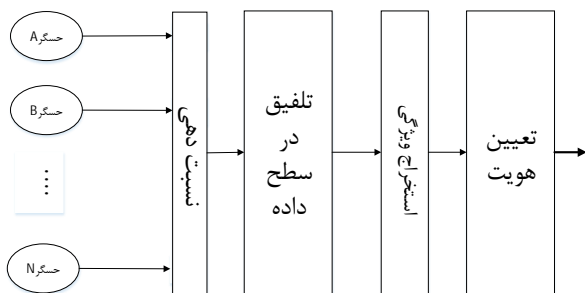 حسگرA
حسگرB
....
حسگرN
نسبت دهی
تلفیق
در
سطح
داده
استخراج ویژگی
تعیین
هویت